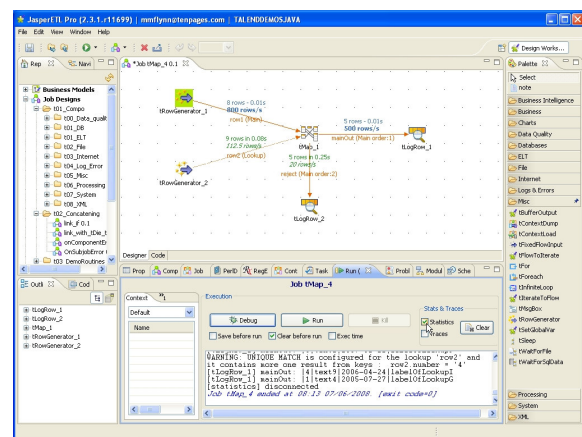 JasperETL Pro (2.3.1.r11699) | mmflynn@tenpages.com | TALENDDEMOSJAVA
File Edit View Window Help
Design Works...
Rep
Navi
Business Models
Job Designs
t01_Compo
t00_Data_qualit
t01_DB
t01_ELT
t02_File
t03_Internet
t04_Log_Error
t05_Misc
t06_Processing
t07_System
t08_XML
t02_Concatening
link_if 0.1
link_with_tDie_t
onComponentEr
OnSubjobError (
t03 DemoRoutines
*Job tMap_4 0.1
tRowGenerator_1
8 rows - 0.01s
800 rows/s
row1 (Main)
9 rows in 0.08s
112.5 rows/s
row2 (Lookup)
tRowGenerator_2
tMap_1
5 rows - 0.01s
500 rows/s
mainOut (Main order:1)
tLogRow_1
5 rows in 0.25s
20 rows/s
reject (Main order:2)
tLogRow_2
Designer Code
Palette
Select
note
Business Intelligence
Business
Charts
Data Quality
Databases
ELT
File
Internet
Logs & Errors
Misc
tBufferOutput
tContextDump
tContextLoad
tFixedFlowInput
tFlowToIterate
tFor
tForeach
tInfiniteLoop
tIterateToFlow
tMsgBox
tRowGenerator
tSetGlobalVar
tSleep
tWaitForFile
tWaitForSqlData
Processing
System
XML
Outli
Cod
tLogRow_1
tLogRow_2
tMap_1
tRowGenerator_1
tRowGenerator_2
Prop Comp Job PerlD RegE Cont Task Run ( Probl Modul Sche
Job tMap_4
Context
Default
Name
Execution
Debug
Run
Kill
Save before run
Clear before run
Exec time
Stats & Traces
Statistics
Traces
Clear
WARNING: UNIQUE MATCH is configured for the lookup 'row2' and
it contains more one result from keys : row2.number = '4'
[tLogRow_1] mainOut: |4|text9|2006-04-24|labelOfLookupI
[tLogRow_1] mainOut: |1|text4|2005-07-27|labelOfLookupG
[statistics] disconnected
Job tMap_4 ended at 08:13 07/06/2008. [exit code=0]